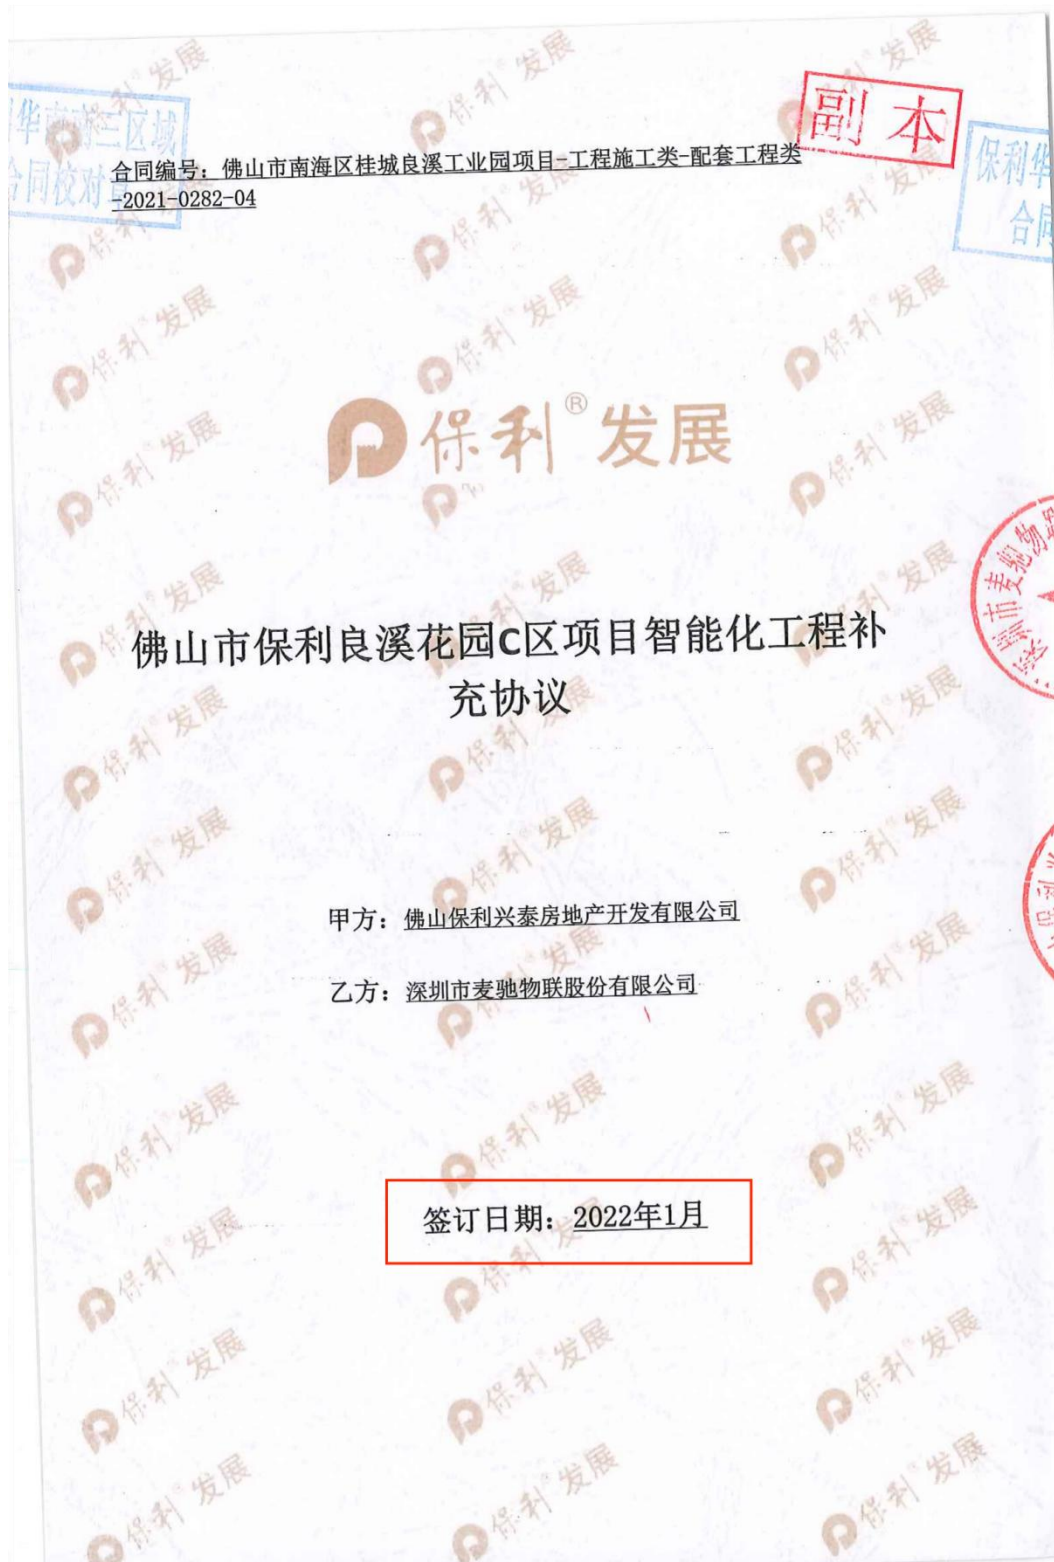 副本
合同编号：佛山市南海区桂城良溪工业园项目-工程施工类-配套工程类
-2021-0282-04
保利®发展
佛山市保利良溪花园C区项目智能化工程补
充协议
甲方：佛山保利兴泰房地产开发有限公司
乙方：深圳市麦驰物联股份有限公司
签订日期：2022年1月